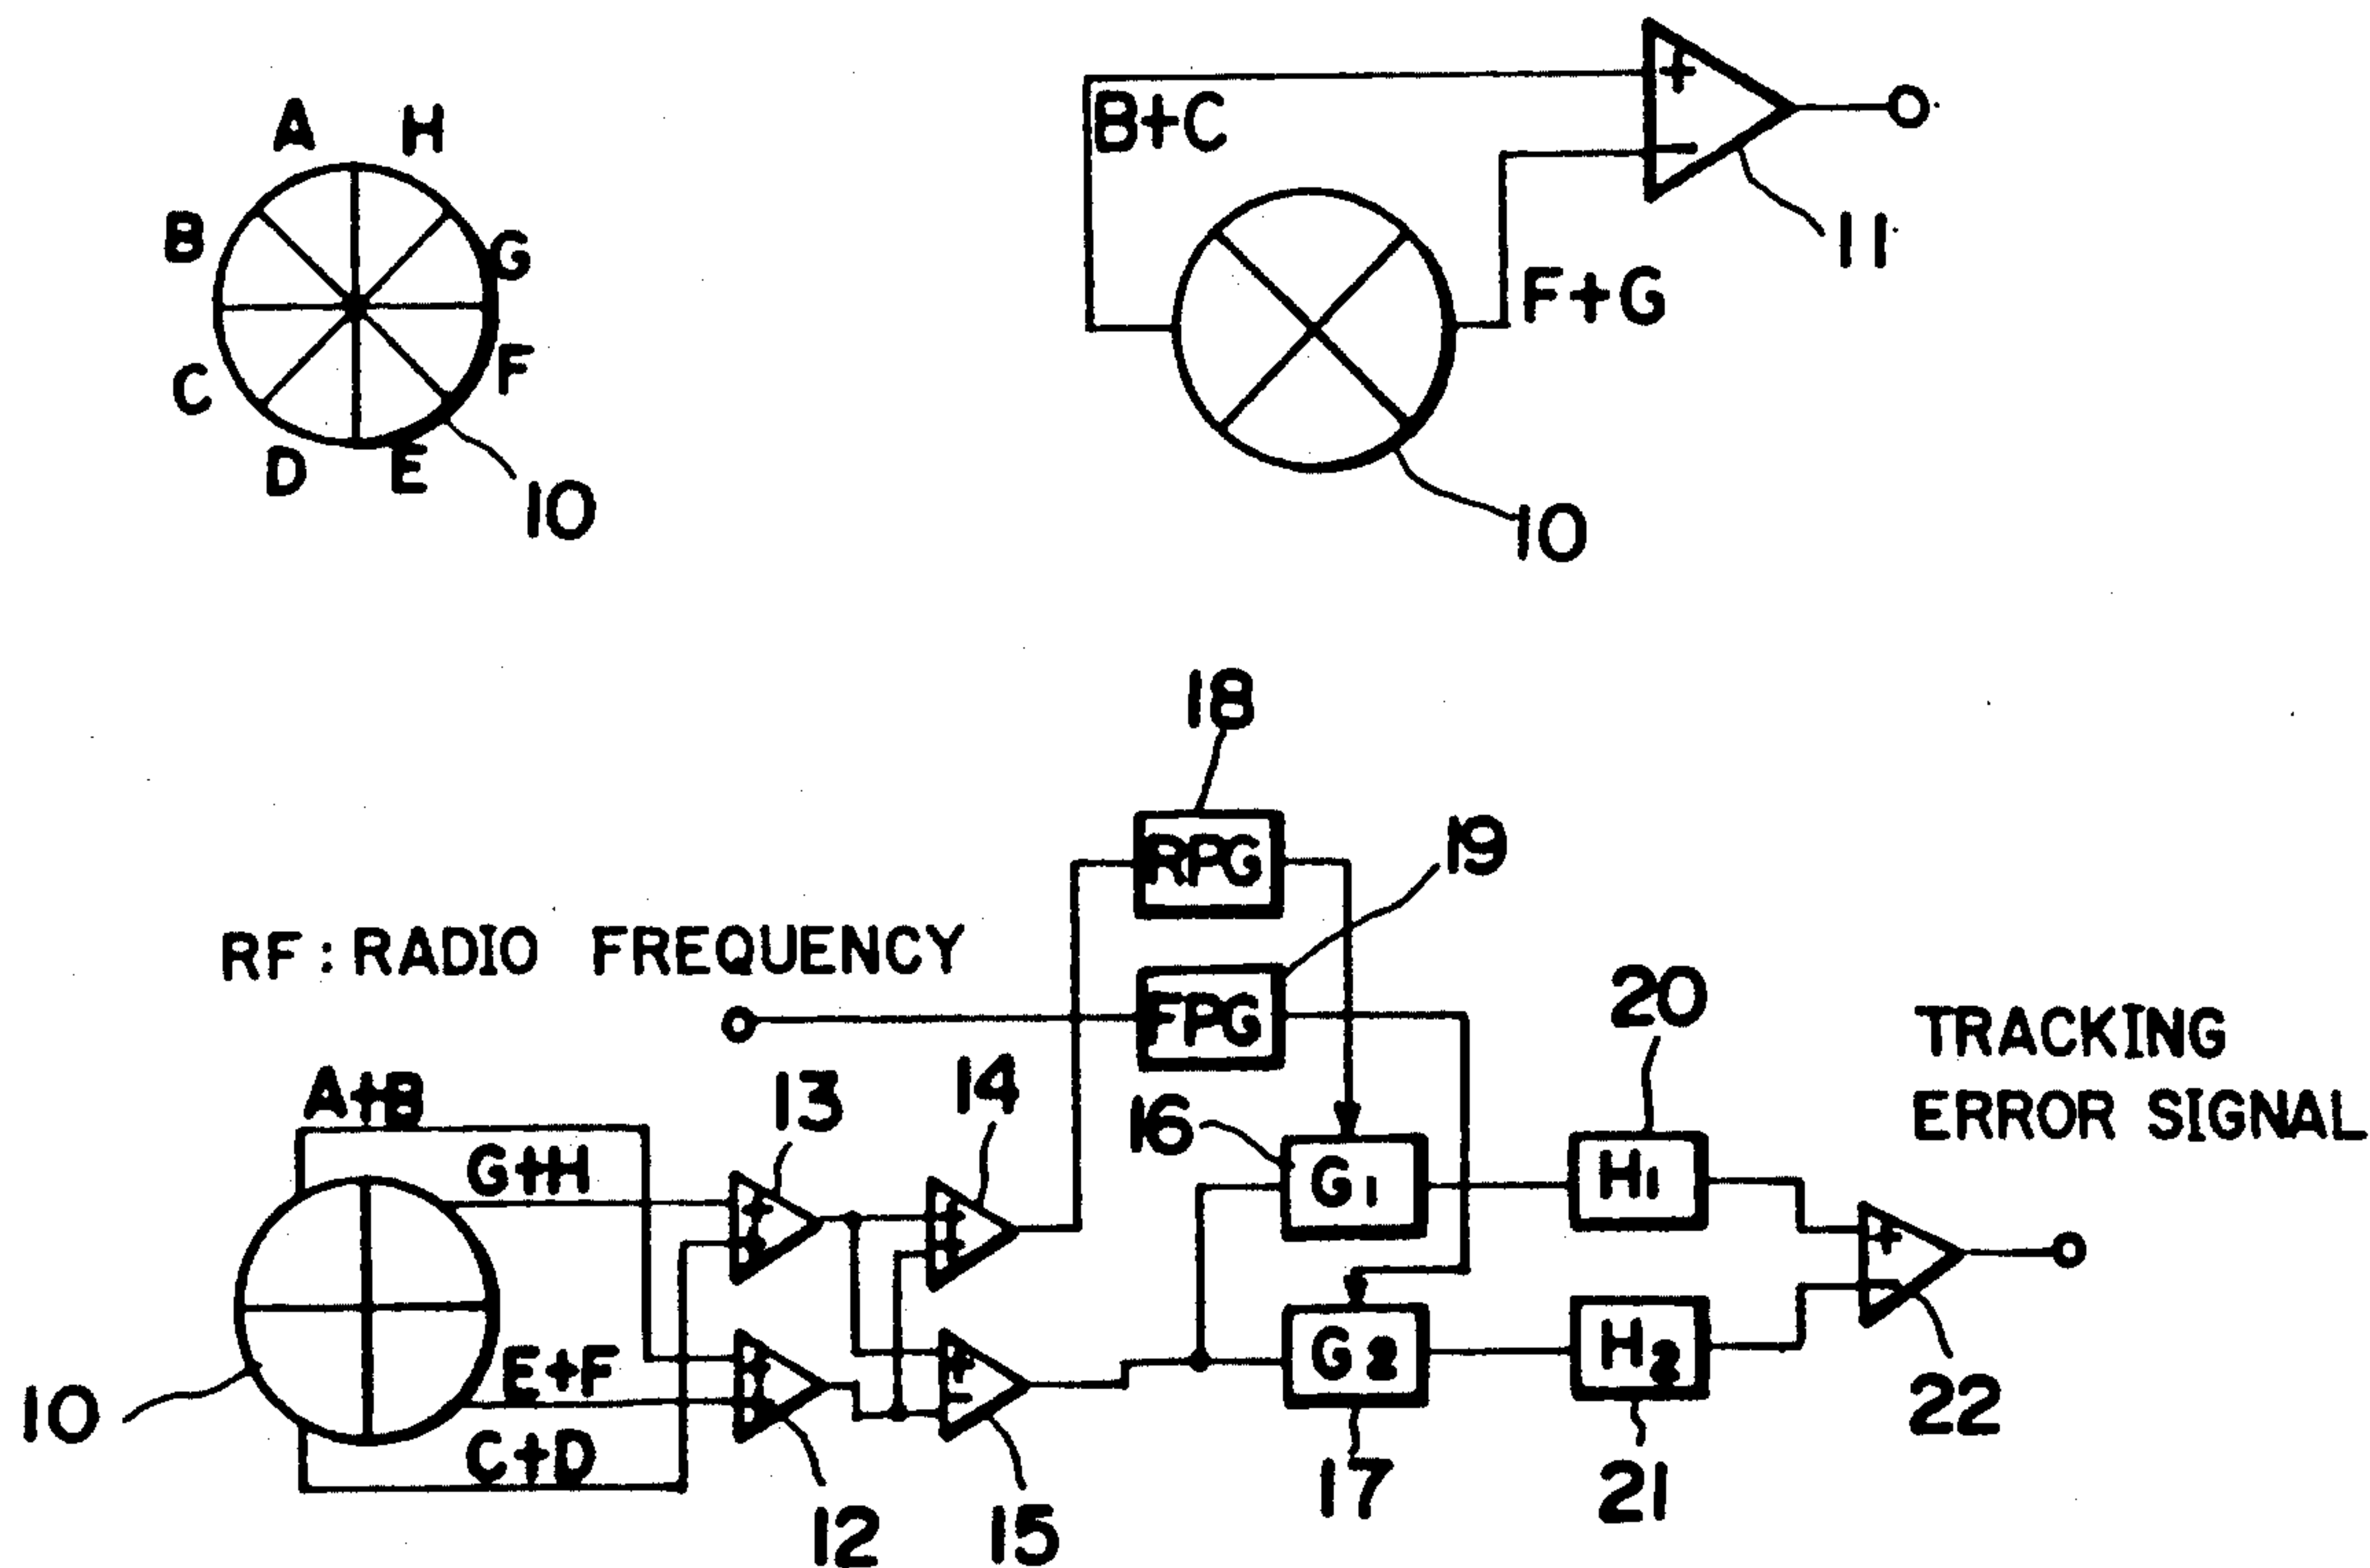 A H
B G
C F
D E
10
+
B+C
−
11
F+G
10
18
RPG
19
RF : RADIO FREQUENCY
FPG
20
TRACKING
ERROR SIGNAL
A+B
13
14
16
G+H
G1
H1
+
+
+
+
+
E+F
+
+
+
−
G2
H2
−
10
C+D
22
12
15
17
21